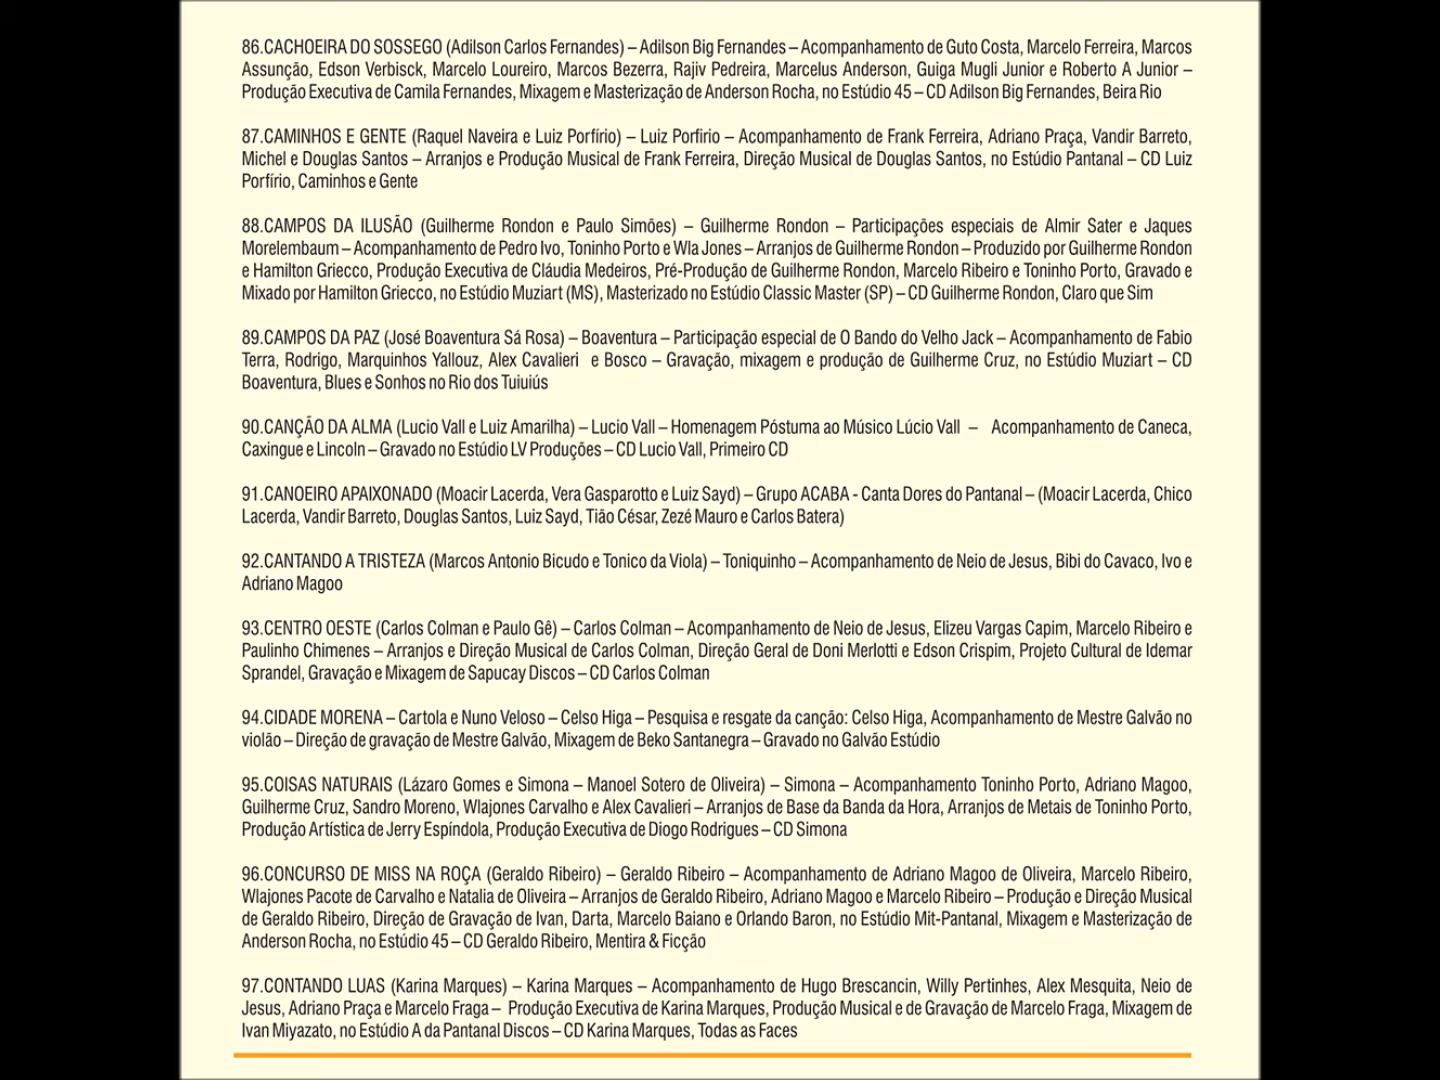 86.CACHOEIRA DO SOSSEGO (Adilson Carlos Fernandes) – Adilson Big Fernandes – Acompanhamento de Guto Costa, Marcelo Ferreira, Marcos
Assunção, Edson Verbisck, Marcelo Loureiro, Marcos Bezerra, Rajiv Pedreira, Marcelus Anderson, Guiga Mugli Junior e Roberto A Junior –
Produção Executiva de Camila Fernandes, Mixagem e Masterização de Anderson Rocha, no Estúdio 45 – CD Adilson Big Fernandes, Beira Rio
87.CAMINHOS E GENTE (Raquel Naveira e Luiz Porfírio) – Luiz Porfirio – Acompanhamento de Frank Ferreira, Adriano Praça, Vandir Barreto,
Michel e Douglas Santos – Arranjos e Produção Musical de Frank Ferreira, Direção Musical de Douglas Santos, no Estúdio Pantanal – CD Luiz
Porfírio, Caminhos e Gente
88.CAMPOS DA ILUSÃO (Guilherme Rondon e Paulo Simões) – Guilherme Rondon – Participações especiais de Almir Sater e Jaques
Morelembaum – Acompanhamento de Pedro Ivo, Toninho Porto e Wla Jones – Arranjos de Guilherme Rondon – Produzido por Guilherme Rondon
e Hamilton Griecco, Produção Executiva de Cláudia Medeiros, Pré-Produção de Guilherme Rondon, Marcelo Ribeiro e Toninho Porto, Gravado e
Mixado por Hamilton Griecco, no Estúdio Muziart (MS), Masterizado no Estúdio Classic Master (SP) – CD Guilherme Rondon, Claro que Sim
89.CAMPOS DA PAZ (José Boaventura Sá Rosa) – Boaventura – Participação especial de O Bando do Velho Jack – Acompanhamento de Fabio
Terra, Rodrigo, Marquinhos Yallouz, Alex Cavalieri e Bosco – Gravação, mixagem e produção de Guilherme Cruz, no Estúdio Muziart – CD
Boaventura, Blues e Sonhos no Rio dos Tuiuiús
90.CANÇÃO DA ALMA (Lucio Vall e Luiz Amarilha) – Lucio Vall – Homenagem Póstuma ao Músico Lúcio Vall – Acompanhamento de Caneca,
Caxingue e Lincoln – Gravado no Estúdio LV Produções – CD Lucio Vall, Primeiro CD
91.CANOEIRO APAIXONADO (Moacir Lacerda, Vera Gasparotto e Luiz Sayd) – Grupo ACABA - Canta Dores do Pantanal – (Moacir Lacerda, Chico
Lacerda, Vandir Barreto, Douglas Santos, Luiz Sayd, Tião César, Zezé Mauro e Carlos Batera)
92.CANTANDO A TRISTEZA (Marcos Antonio Bicudo e Tonico da Viola) – Toniquinho – Acompanhamento de Neio de Jesus, Bibi do Cavaco, Ivo e
Adriano Magoo
93.CENTRO OESTE (Carlos Colman e Paulo Gê) – Carlos Colman – Acompanhamento de Neio de Jesus, Elizeu Vargas Capim, Marcelo Ribeiro e
Paulinho Chimenes – Arranjos e Direção Musical de Carlos Colman, Direção Geral de Doni Merlotti e Edson Crispim, Projeto Cultural de Idemar
Sprandel, Gravação e Mixagem de Sapucay Discos – CD Carlos Colman
94.CIDADE MORENA – Cartola e Nuno Veloso – Celso Higa – Pesquisa e resgate da canção: Celso Higa, Acompanhamento de Mestre Galvão no
violão – Direção de gravação de Mestre Galvão, Mixagem de Beko Santanegra – Gravado no Galvão Estúdio
95.COISAS NATURAIS (Lázaro Gomes e Simona – Manoel Sotero de Oliveira) – Simona – Acompanhamento Toninho Porto, Adriano Magoo,
Guilherme Cruz, Sandro Moreno, Wlajones Carvalho e Alex Cavalieri – Arranjos de Base da Banda da Hora, Arranjos de Metais de Toninho Porto,
Produção Artística de Jerry Espíndola, Produção Executiva de Diogo Rodrigues – CD Simona
96.CONCURSO DE MISS NA ROÇA (Geraldo Ribeiro) – Geraldo Ribeiro – Acompanhamento de Adriano Magoo de Oliveira, Marcelo Ribeiro,
Wlajones Pacote de Carvalho e Natalia de Oliveira – Arranjos de Geraldo Ribeiro, Adriano Magoo e Marcelo Ribeiro – Produção e Direção Musical
de Geraldo Ribeiro, Direção de Gravação de Ivan, Darta, Marcelo Baiano e Orlando Baron, no Estúdio Mit-Pantanal, Mixagem e Masterização de
Anderson Rocha, no Estúdio 45 – CD Geraldo Ribeiro, Mentira & Ficção
97.CONTANDO LUAS (Karina Marques) – Karina Marques – Acompanhamento de Hugo Brescancin, Willy Pertinhes, Alex Mesquita, Neio de
Jesus, Adriano Praça e Marcelo Fraga – Produção Executiva de Karina Marques, Produção Musical e de Gravação de Marcelo Fraga, Mixagem de
Ivan Miyazato, no Estúdio A da Pantanal Discos – CD Karina Marques, Todas as Faces